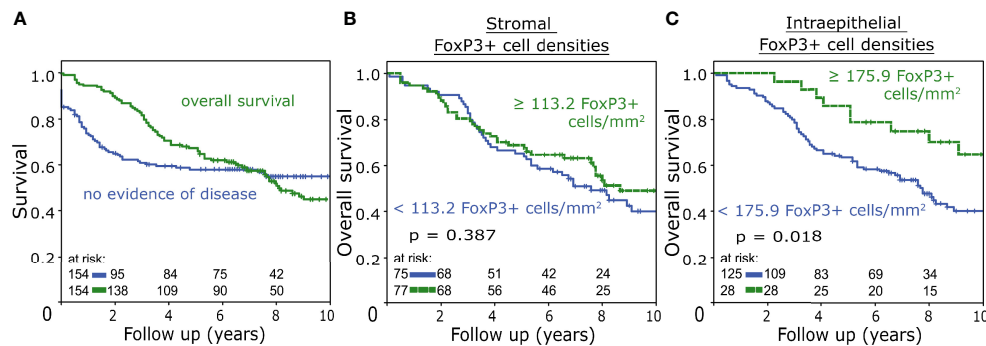 A
1.0
0.8
0.6
0.4
0.2
0
Survival
overall survival
no evidence of disease
at risk:
154 95 84 75 42
154 138 109 90 50
2 4 6 8 10
Follow up (years)
B
Stromal
FoxP3+ cell densities
1.0
0.8
0.6
0.4
0.2
0
Overall survival
≥ 113.2 FoxP3+
cells/mm²
< 113.2 FoxP3+ cells/mm²
p = 0.387
at risk:
75 68 51 42 24
77 68 56 46 25
2 4 6 8 10
Follow up (years)
C
Intraepithelial
FoxP3+ cell densities
1.0
0.8
0.6
0.4
0.2
0
Overall survival
≥ 175.9 FoxP3+
cells/mm²
< 175.9 FoxP3+ cells/mm²
p = 0.018
at risk:
125 109 83 69 34
28 28 25 20 15
2 4 6 8 10
Follow up (years)